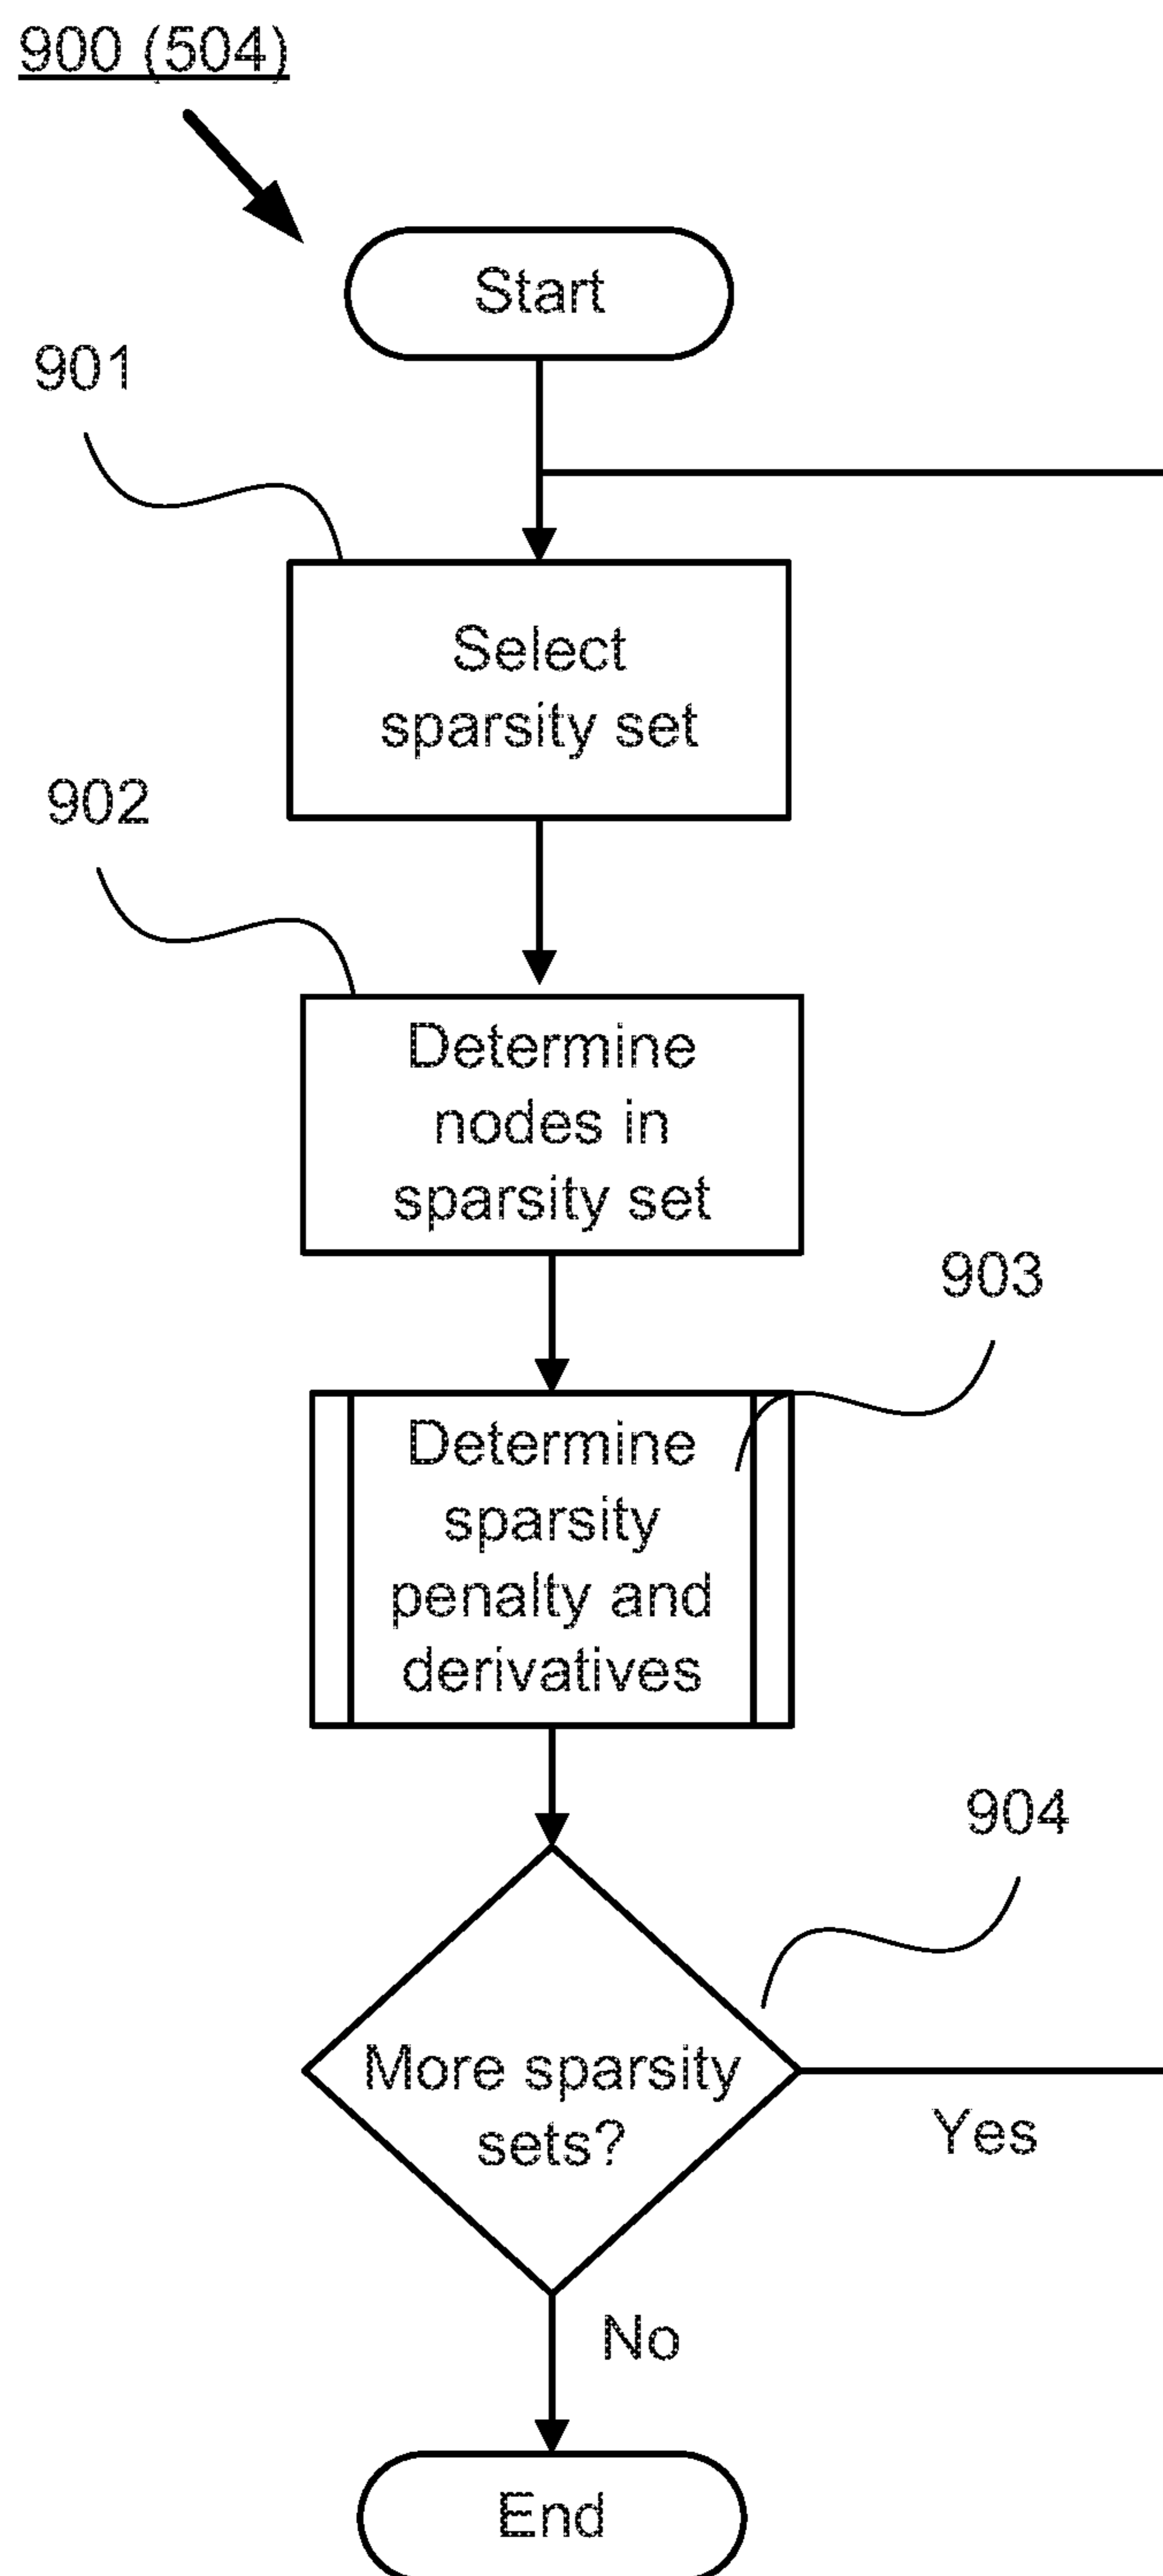 900 (504)
Start
901
Select
sparsity set
902
Determine
nodes in
sparsity set
903
Determine
sparsity
penalty and
derivatives
904
More sparsity
sets?
Yes
No
End